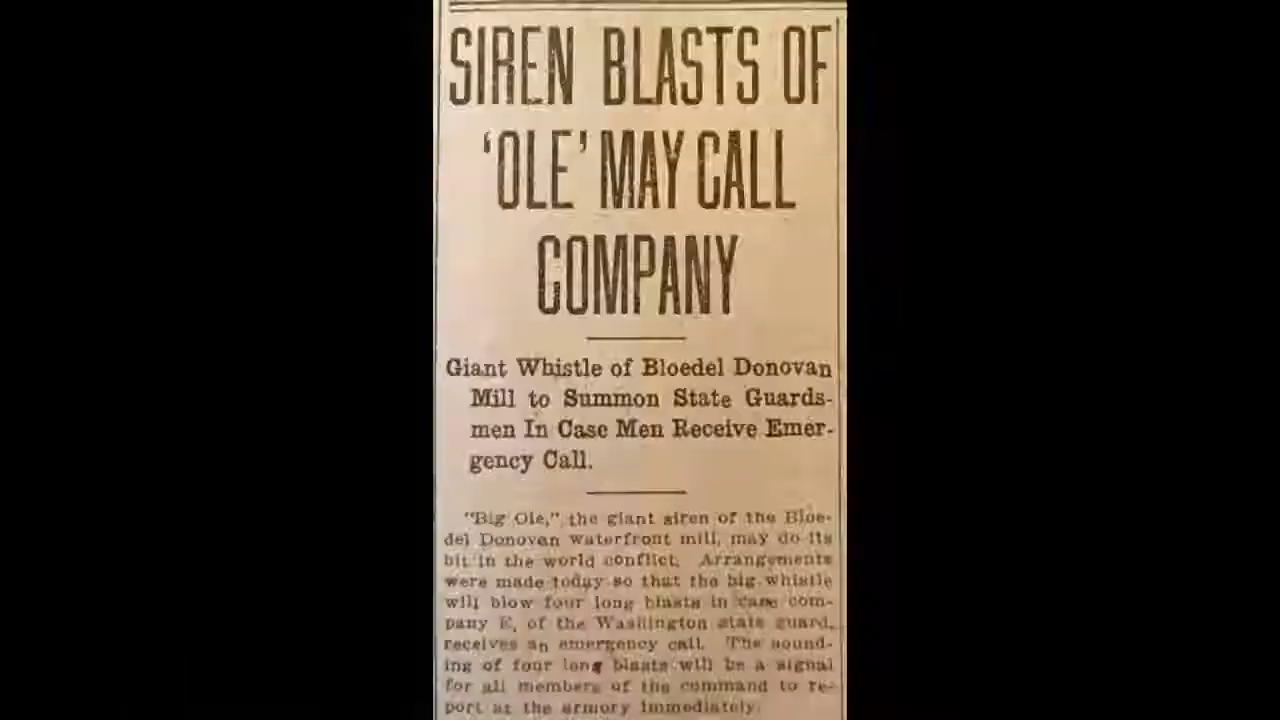 SIREN BLASTS OF
‘OLE’ MAY CALL
COMPANY
Giant Whistle of Bloedel Donovan
Mill to Summon State Guards-
men In Case Men Receive Emer-
gency Call.
"Big Ole," the giant siren of the Bloe-
del Donovan waterfront mill, may do its
bit in the world conflict. Arrangements
were made today so that the big whistle
will blow four long blasts in case com-
pany E, of the Washington state guard,
receives an emergency call. The sound-
ing of four long blasts will be a signal
for all members of the command to re-
port at the armory immediately.